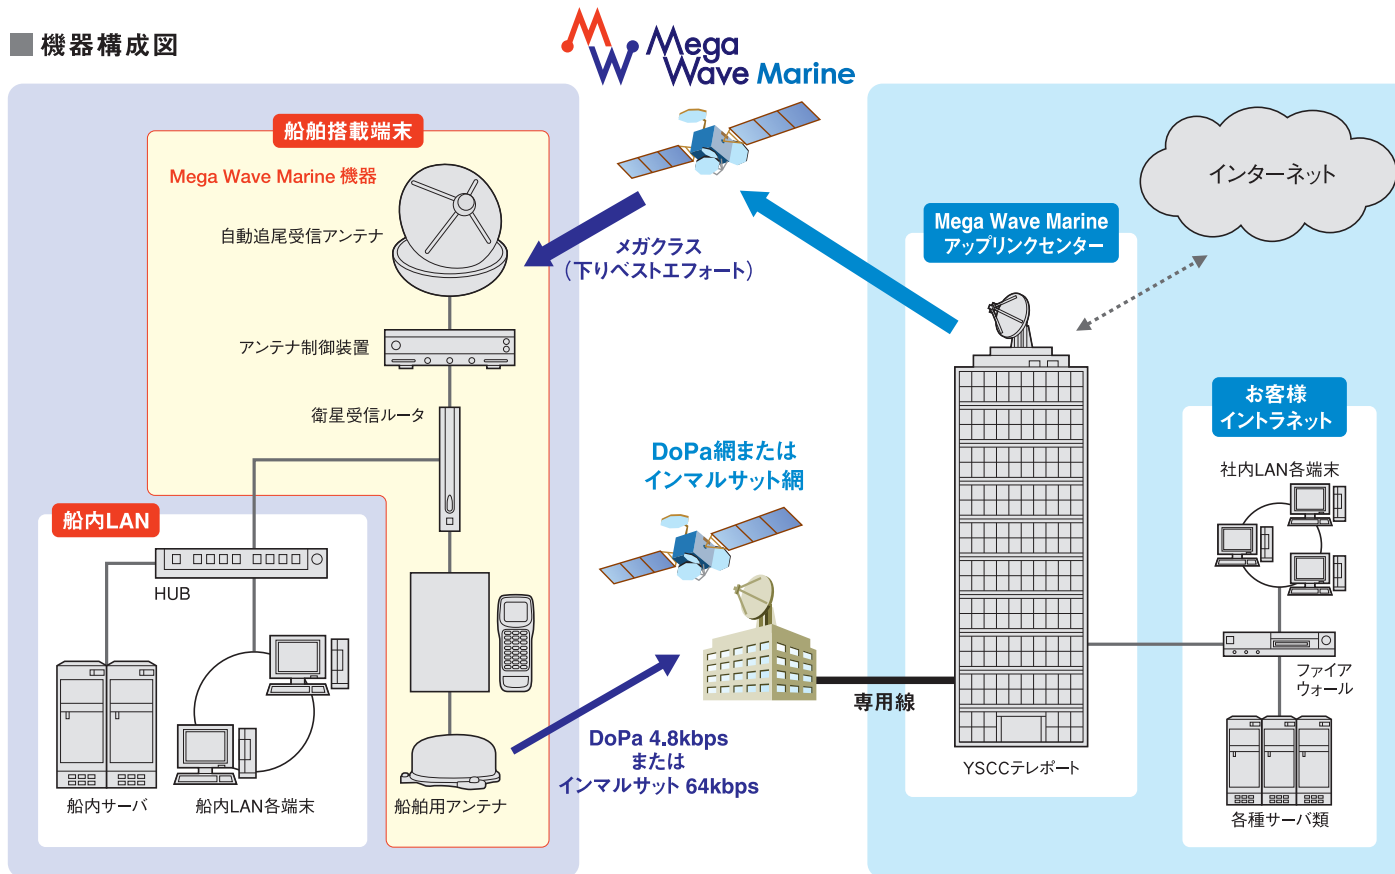 機器構成図
Mega
Wave Marine
船舶搭載端末
Mega Wave Marine 機器
自動追尾受信アンテナ
アンテナ制御装置
衛星受信ルータ
船内LAN
HUB
船内サーバ
船内LAN各端末
船舶用アンテナ
メガクラス
（下りベストエフォート）
DoPa網または
インマルサット網
DoPa 4.8kbps
または
インマルサット 64kbps
専用線
Mega Wave Marine
アップリンクセンター
YSCCテレポート
インターネット
お客様
イントラネット
社内LAN各端末
ファイア
ウォール
各種サーバ類